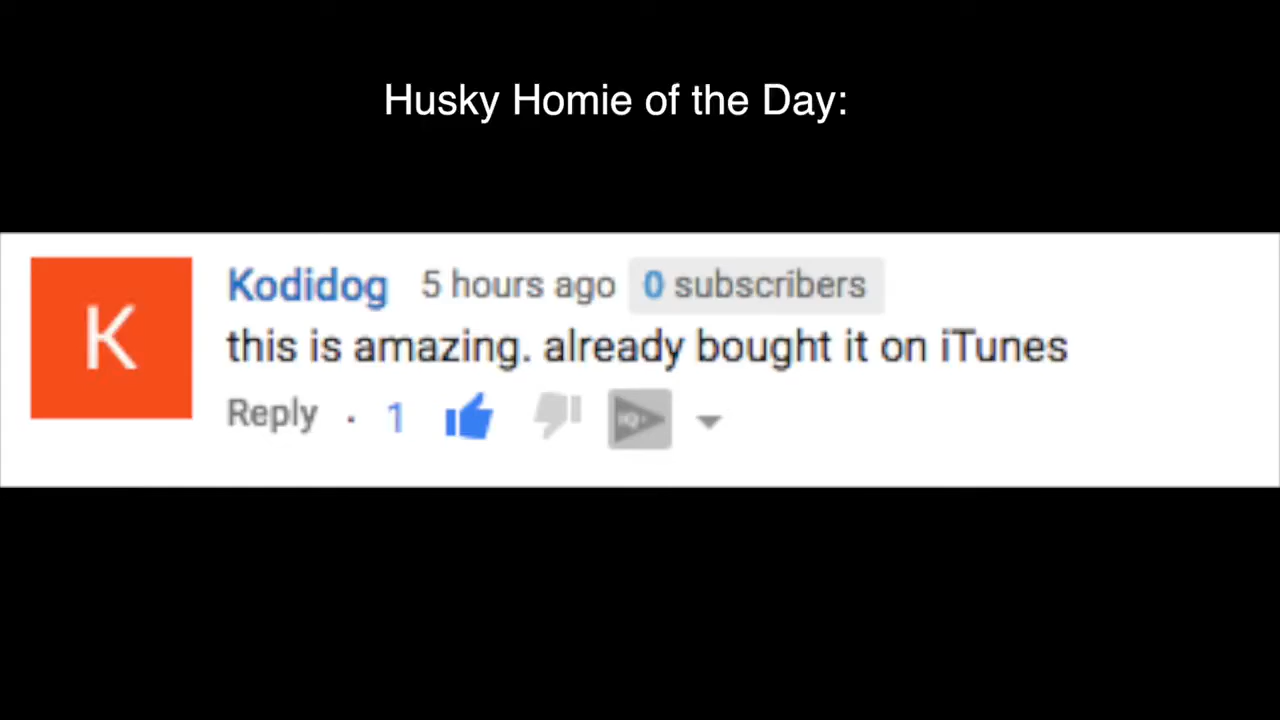 Husky Homie of the Day:
K
Kodidog 5 hours ago 0 subscribers
this is amazing. already bought it on iTunes
Reply · 1